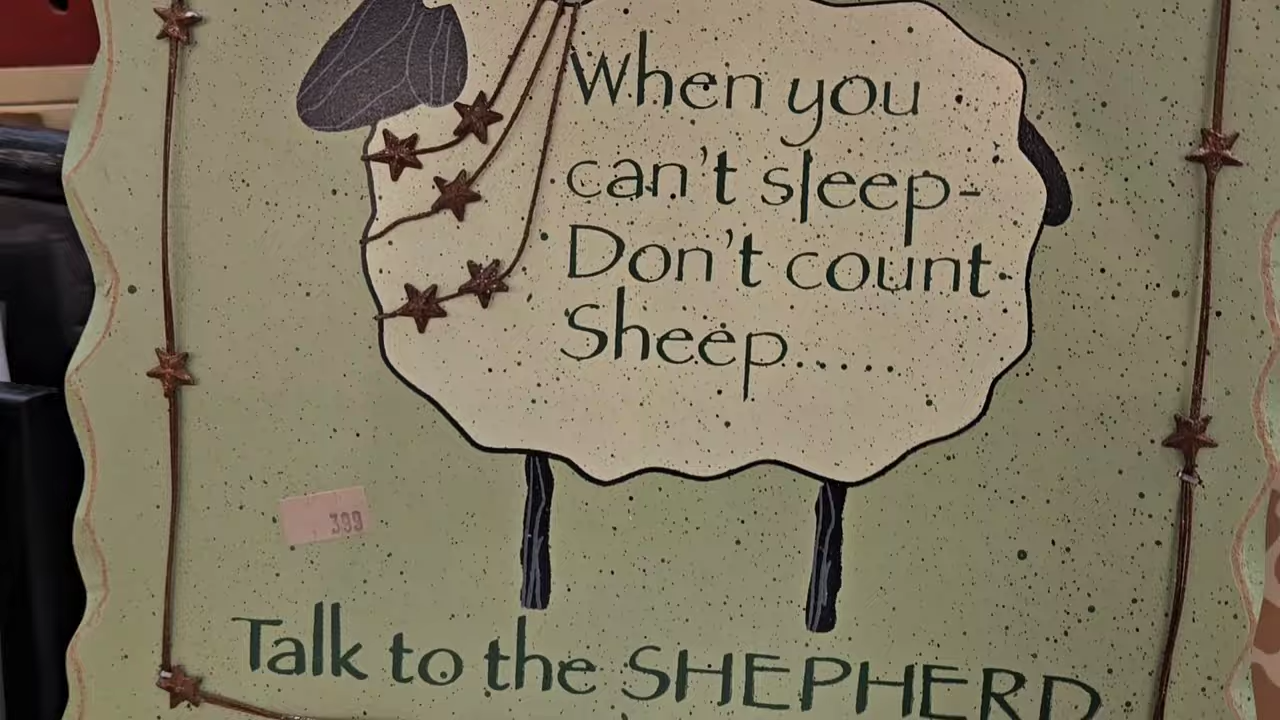 When you
can't sleep-
Don't count
Sheep......
399
Talk to the SHEPHERD